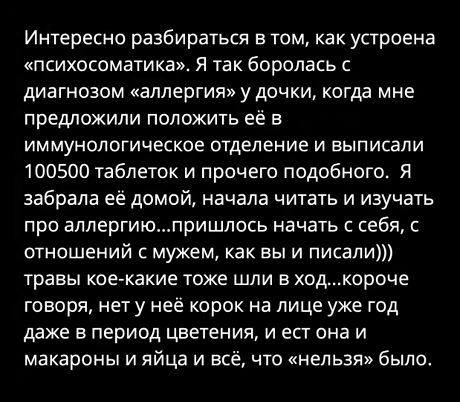 Интересно разбираться в том, как устроена
«психосоматика». Я так боролась с
диагнозом «аллергия» у дочки, когда мне
предложили положить её в
иммунологическое отделение и выписали
100500 таблеток и прочего подобного.  Я
забрала её домой, начала читать и изучать
про аллергию...пришлось начать с себя, с
отношений с мужем, как вы и писали)))
травы кое-какие тоже шли в ход...короче
говоря, нет у неё корок на лице уже год
даже в период цветения, и ест она и
макароны и яйца и всё, что «нельзя» было.